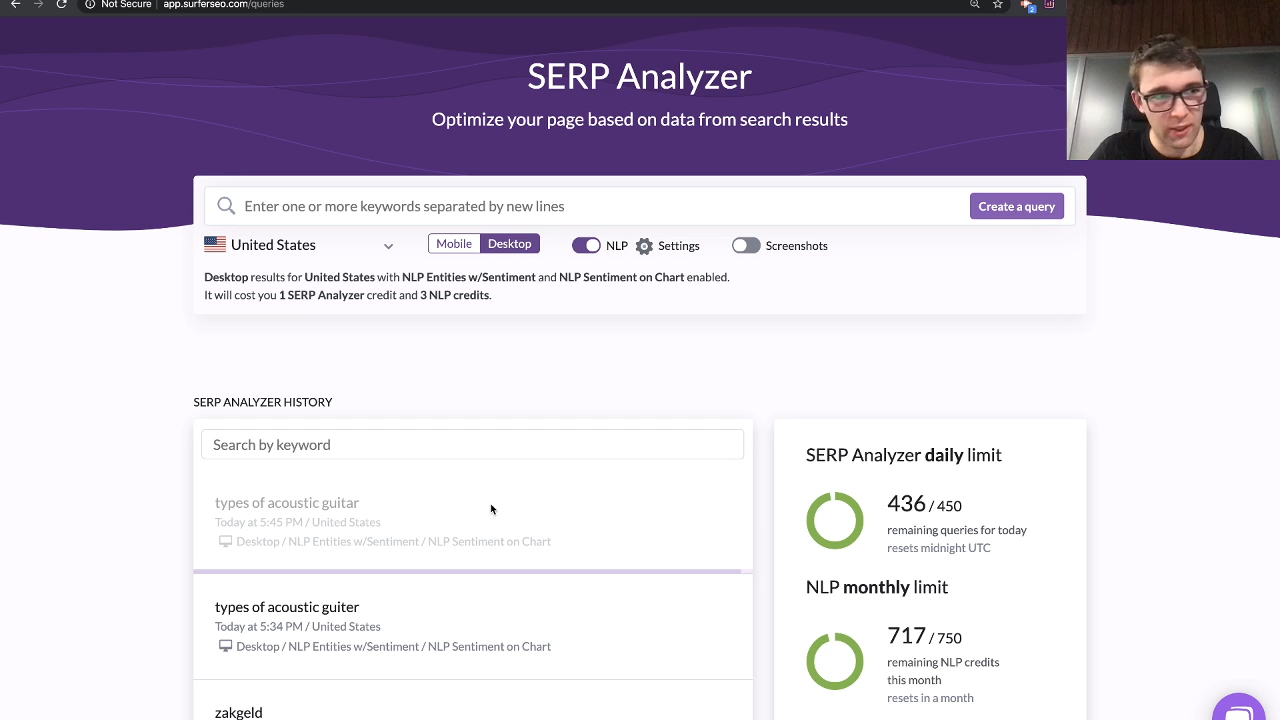 Not Secure | app.surferseo.com/queries
2
SERP Analyzer
Optimize your page based on data from search results
Enter one or more keywords separated by new lines
Create a query
United States
Mobile
Desktop
NLP
Settings
Screenshots
Desktop results for United States with NLP Entities w/Sentiment and NLP Sentiment on Chart enabled.
It will cost you 1 SERP Analyzer credit and 3 NLP credits.
SERP ANALYZER HISTORY
Search by keyword
types of acoustic guitar
Today at 5:45 PM / United States
Desktop / NLP Entities w/Sentiment / NLP Sentiment on Chart
types of acoustic guiter
Today at 5:34 PM / United States
Desktop / NLP Entities w/Sentiment / NLP Sentiment on Chart
zakgeld
SERP Analyzer daily limit
436 / 450
remaining queries for today
resets midnight UTC
NLP monthly limit
717 / 750
remaining NLP credits
this month
resets in a month